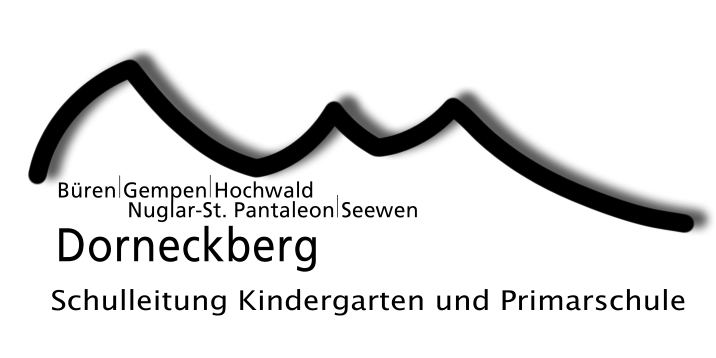 Büren|Gempen|Hochwald
Nuglar-St. Pantaleon|Seewen
Dorneckberg
Schulleitung Kindergarten und Primarschule